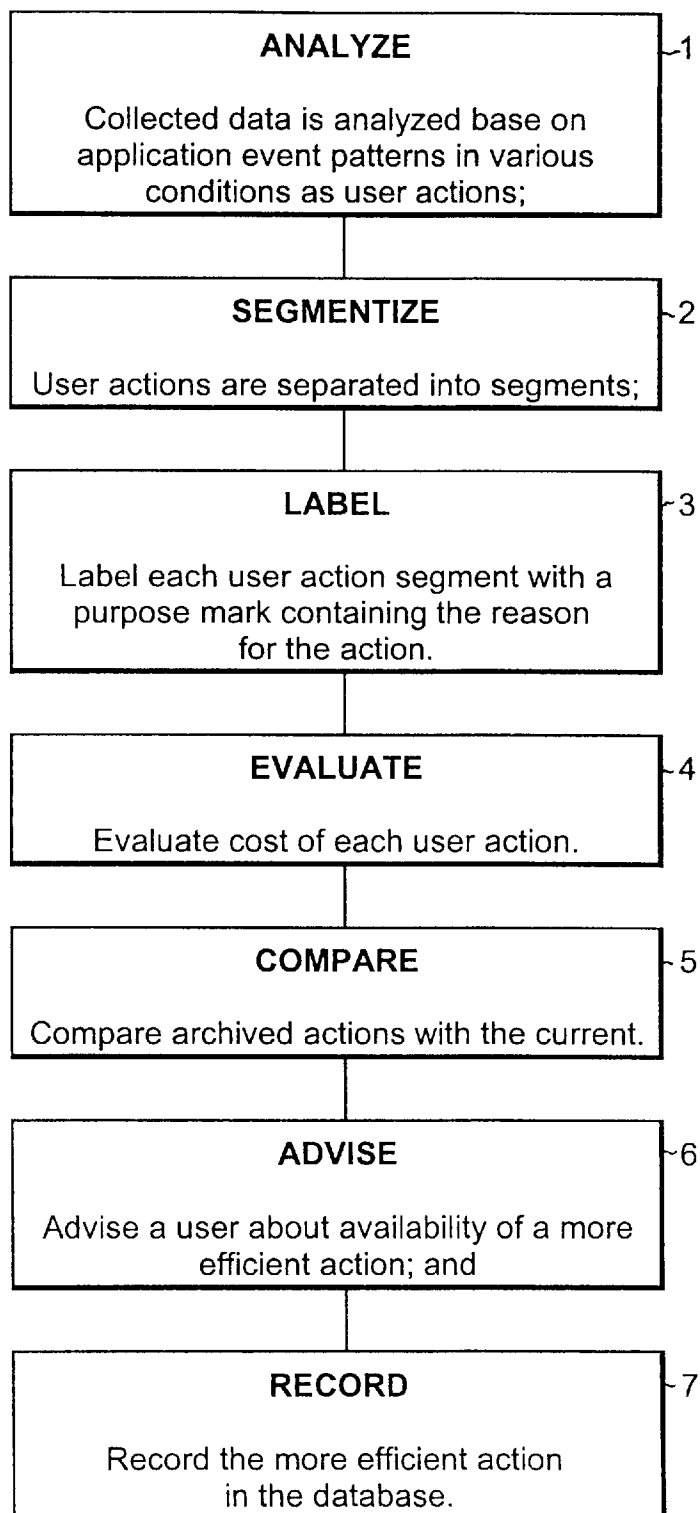 ANALYZE
1
Collected data is analyzed base on
application event patterns in various
conditions as user actions;
SEGMENTIZE
2
User actions are separated into segments;
LABEL
3
Label each user action segment with a
purpose mark containing the reason
for the action.
EVALUATE
4
Evaluate cost of each user action.
COMPARE
5
Compare archived actions with the current.
ADVISE
6
Advise a user about availability of a more
efficient action; and
RECORD
7
Record the more efficient action
in the database.